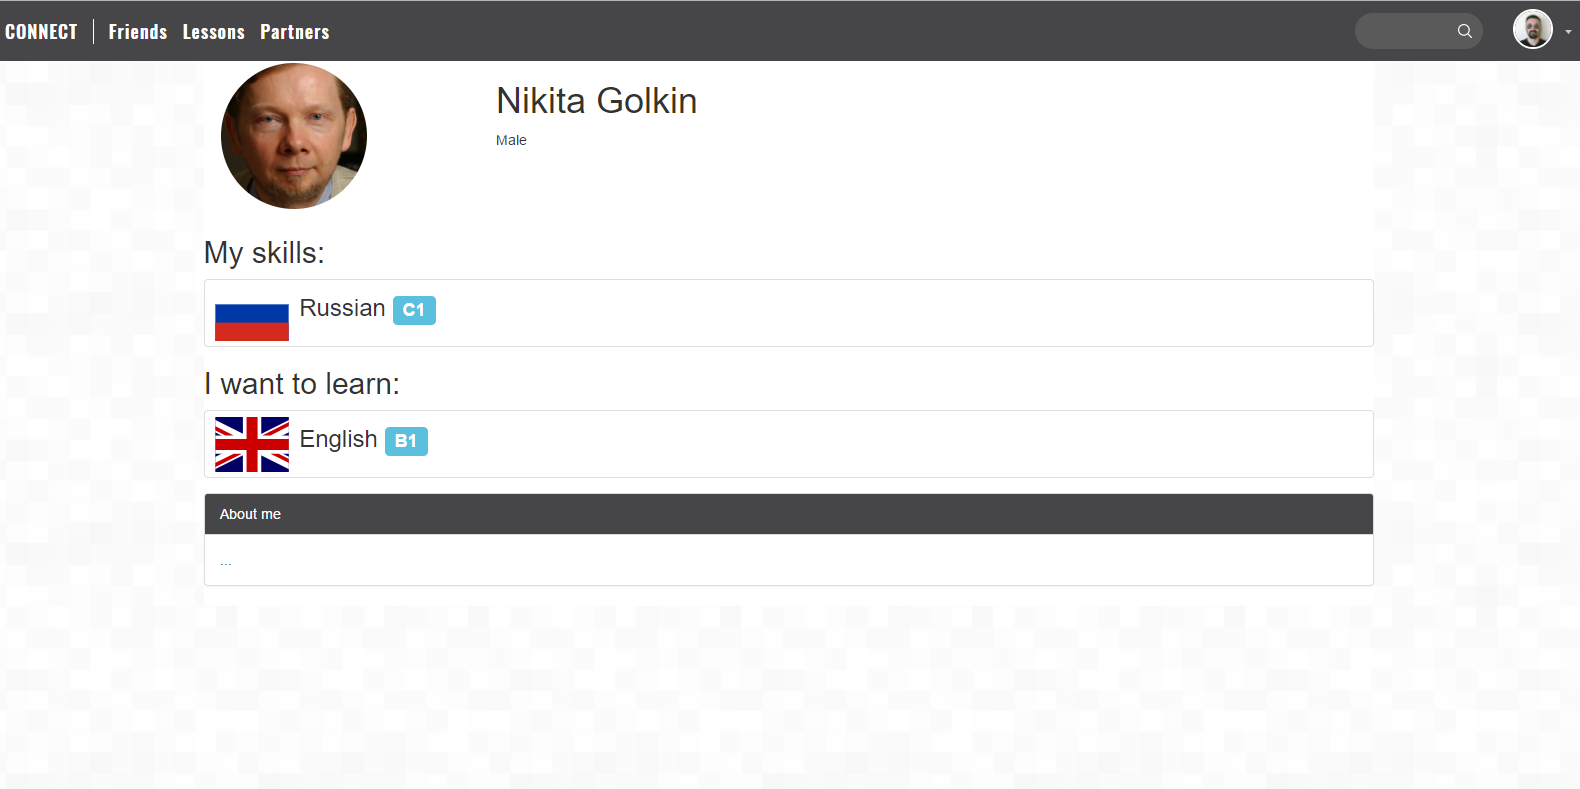 CONNECT Friends Lessons Partners
Nikita Golkin
Male
My skills:
Russian C1
I want to learn:
English B1
About me
...